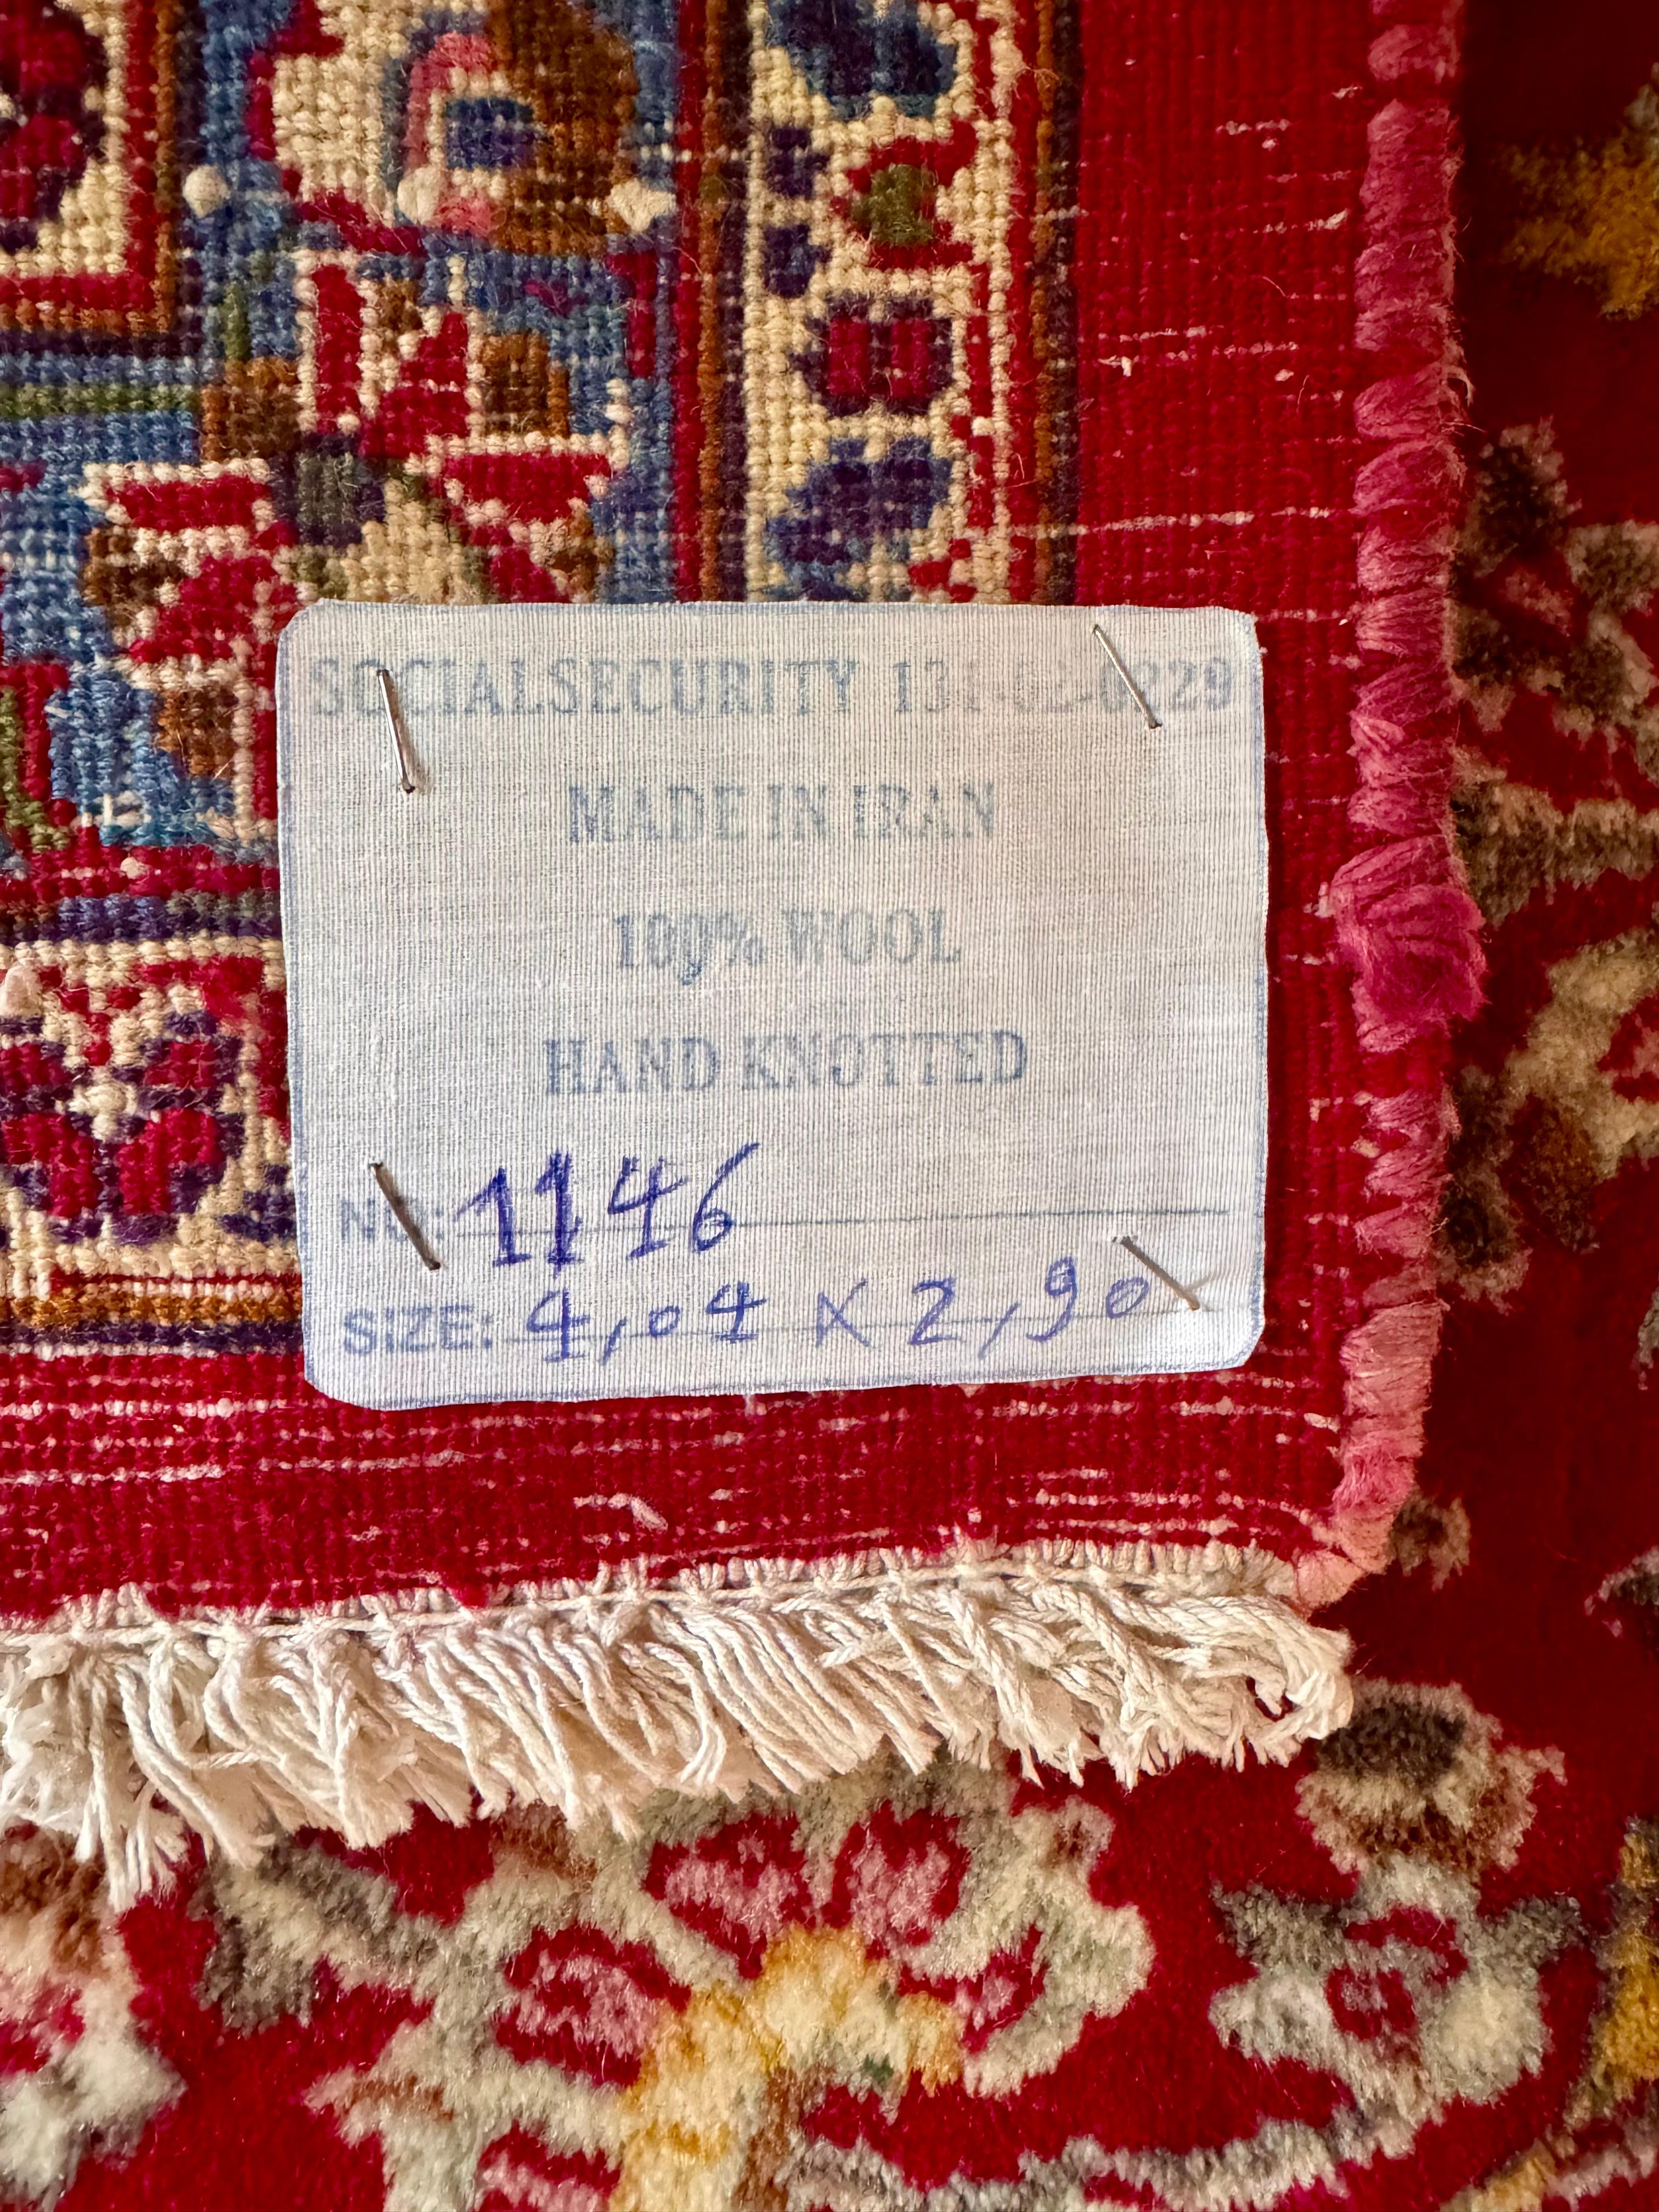 SOCIALSECURITY
MADE IN IRAN
100% WOOL
HAND KNOTTED
NO: 1146
SIZE: 4,04 X 2,90